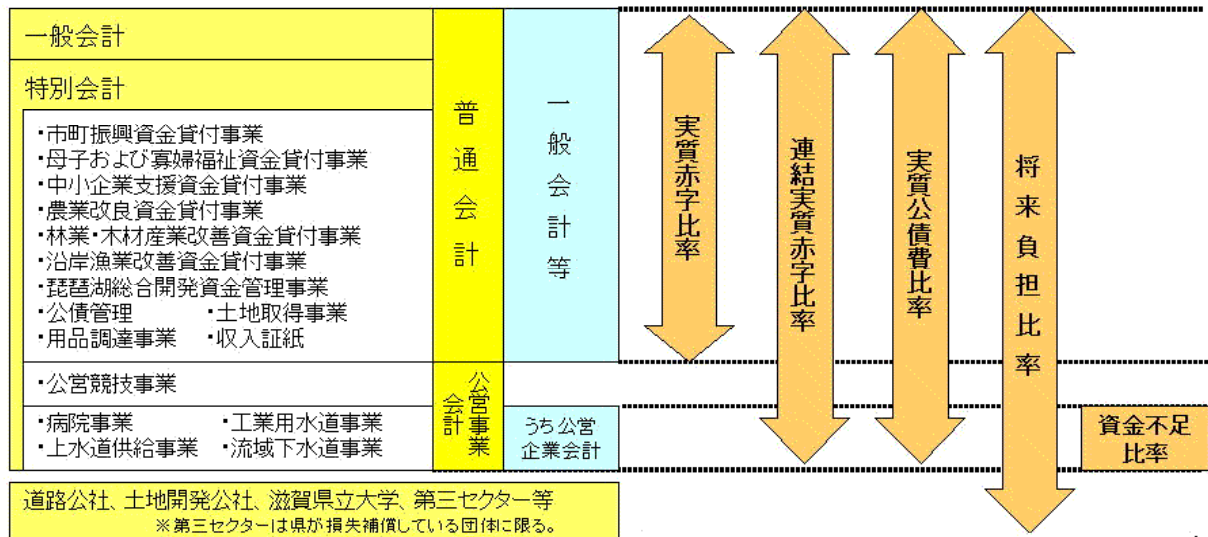 一般会計
特別会計
・市町振興資金貸付事業
・母子および寡婦福祉資金貸付事業
・中小企業支援資金貸付事業
・農業改良資金貸付事業
・林業・木材産業改善資金貸付事業
・沿岸漁業改善資金貸付事業
・琵琶湖総合開発資金管理事業
・公債管理 ・土地取得事業
・用品調達事業 ・収入証紙
・公営競技事業
・病院事業 ・工業用水道事業
・上水道供給事業 ・流域下水道事業
普通会計
公営事業
会計
一般会計等
うち公営
企業会計
実質赤字比率
連結実質赤字比率
実質公債費比率
将来負担比率
資金不足
比率
道路公社、土地開発公社、滋賀県立大学、第三セクター等
※第三セクターは県が損失補償している団体に限る。